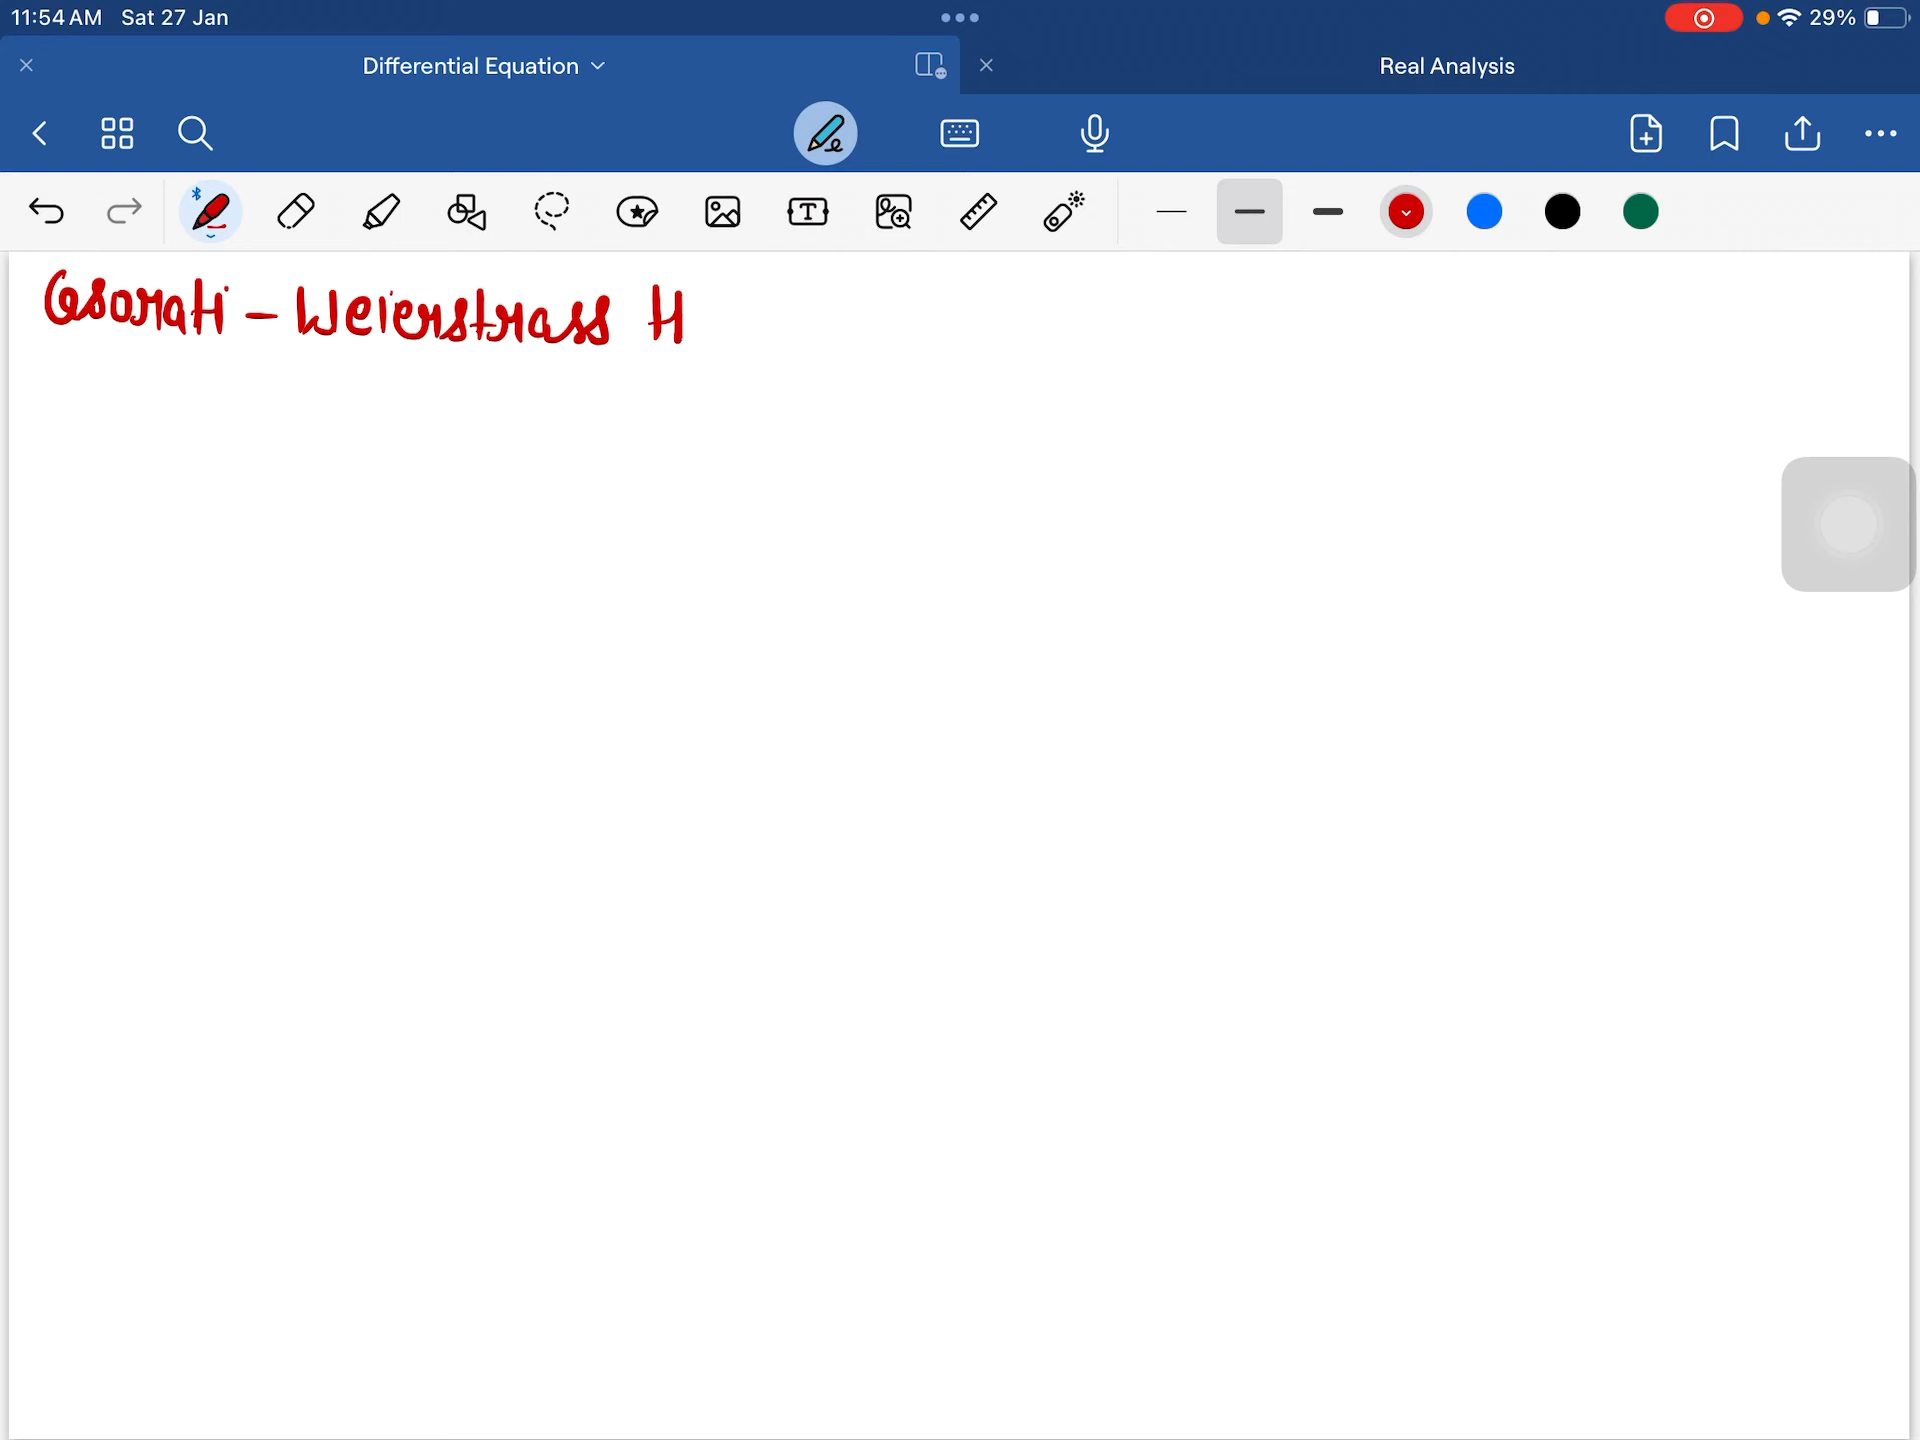 11:54 AM Sat 27 Jan
29%
Differential Equation
Real Analysis
Casorati - Weierstrass